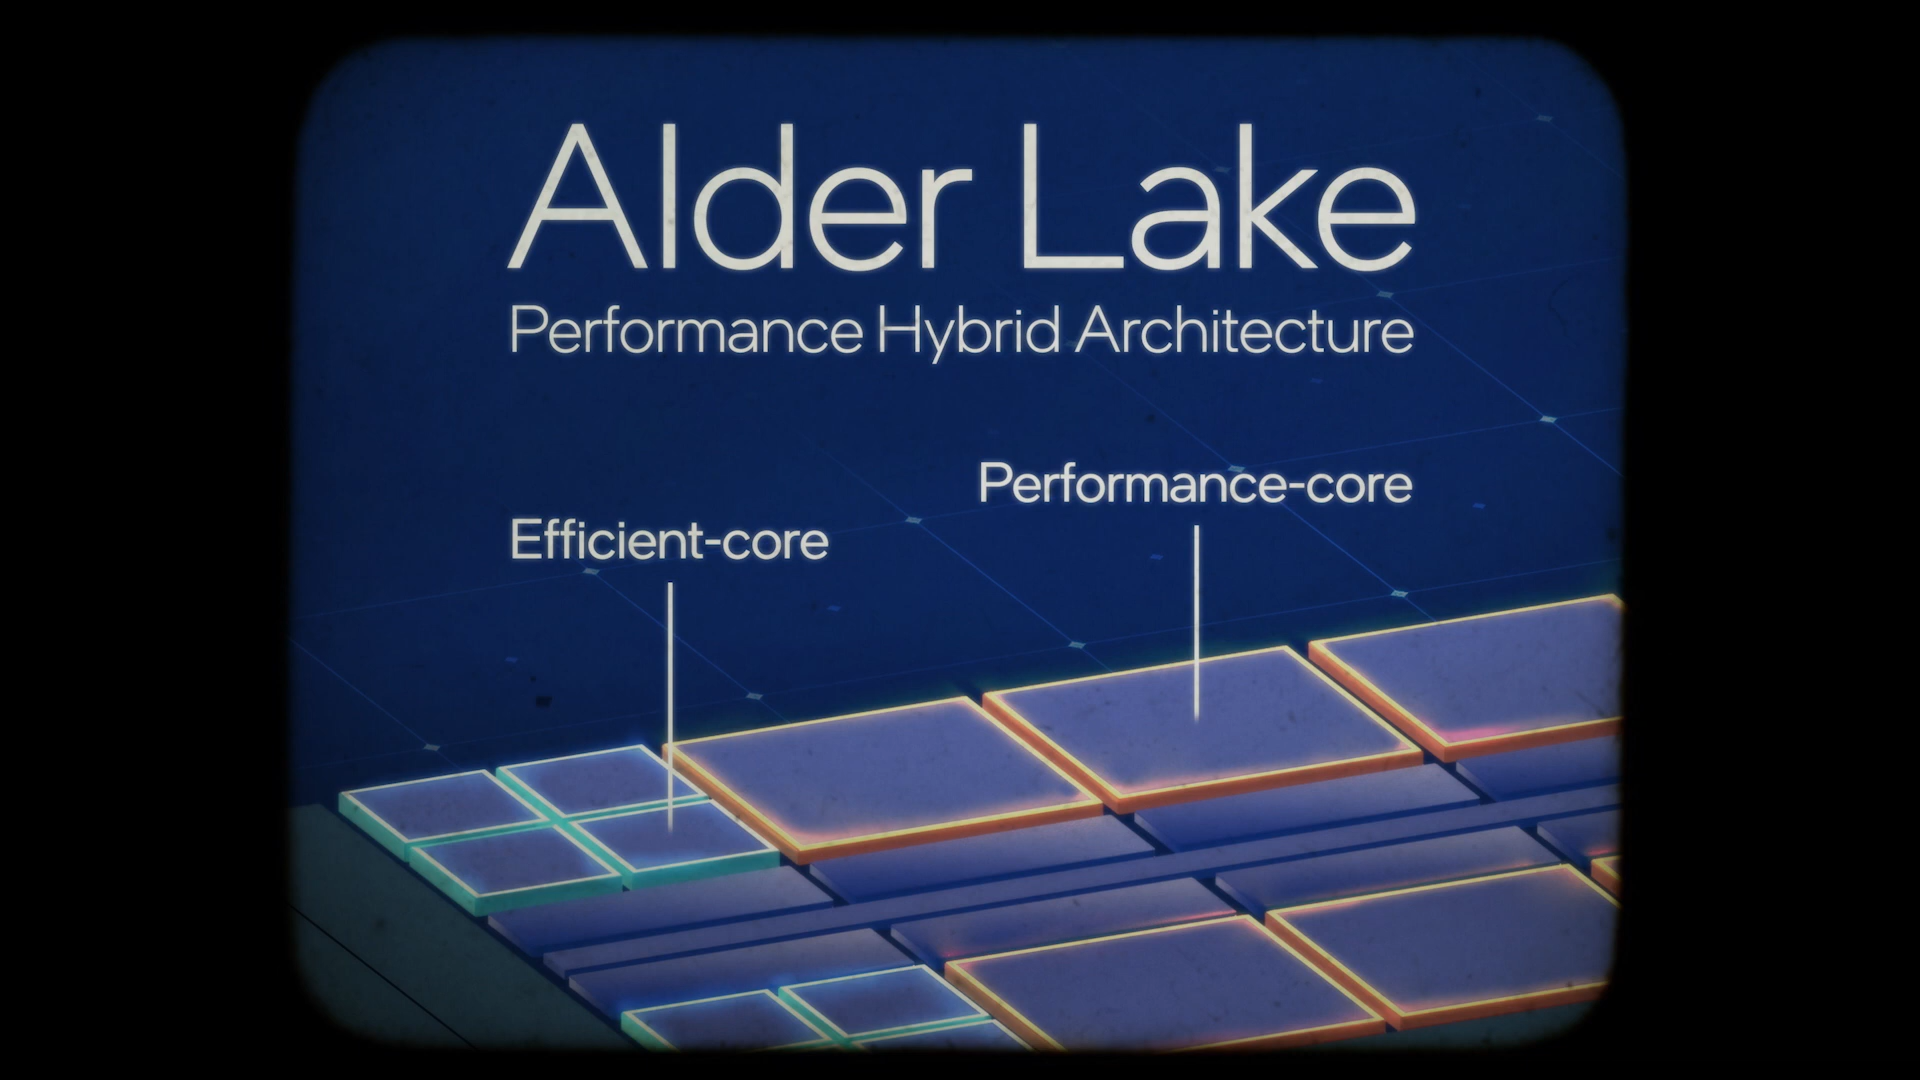 Alder Lake
Performance Hybrid Architecture
Performance-core
Efficient-core